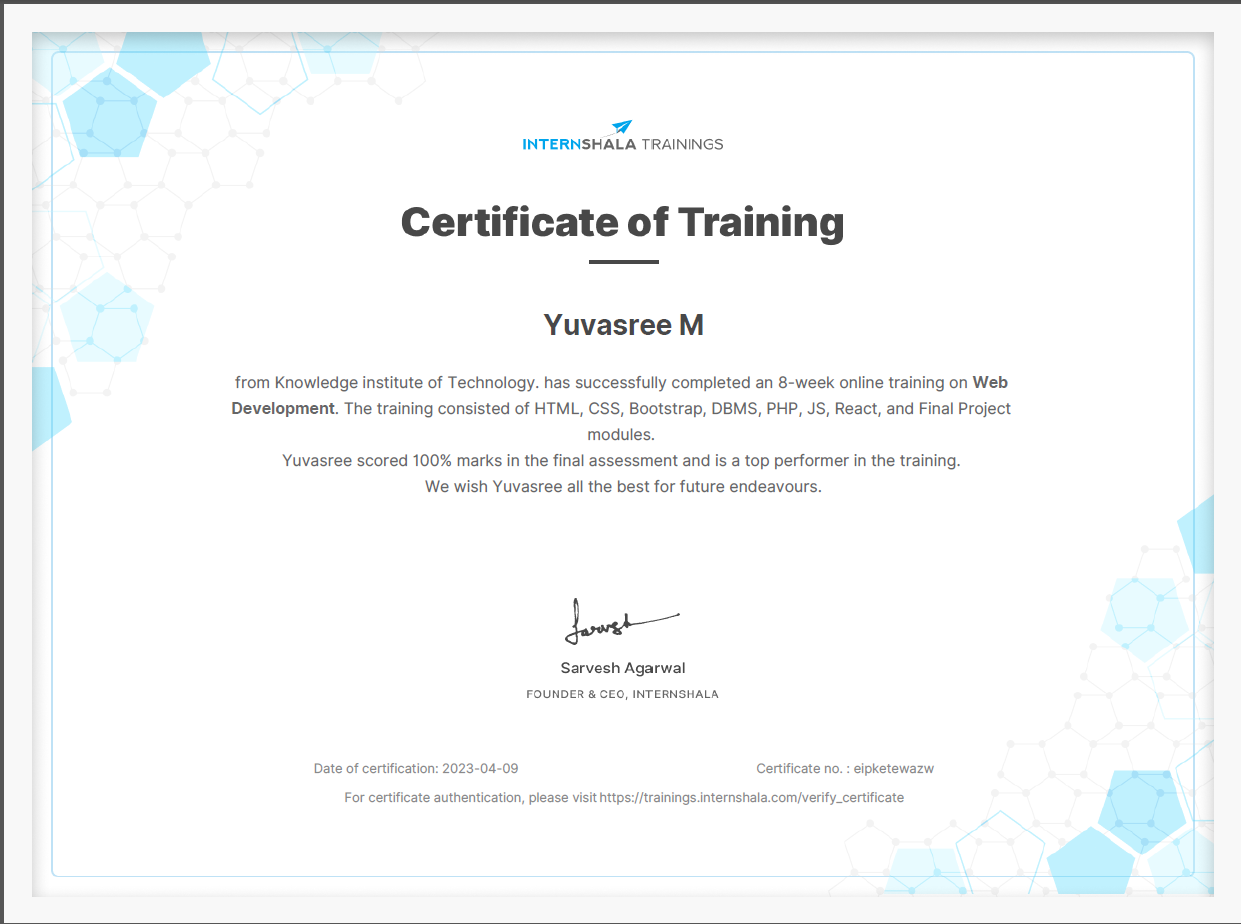 INTERNSHALA TRAININGS
Certificate of Training
Yuvasree M
from Knowledge institute of Technology. has successfully completed an 8-week online training on Web
Development. The training consisted of HTML, CSS, Bootstrap, DBMS, PHP, JS, React, and Final Project
modules.
Yuvasree scored 100% marks in the final assessment and is a top performer in the training.
We wish Yuvasree all the best for future endeavours.
Sarvesh
Sarvesh Agarwal
FOUNDER & CEO, INTERNSHALA
Date of certification: 2023-04-09 Certificate no. : eipketewazw
For certificate authentication, please visit https://trainings.internshala.com/verify_certificate